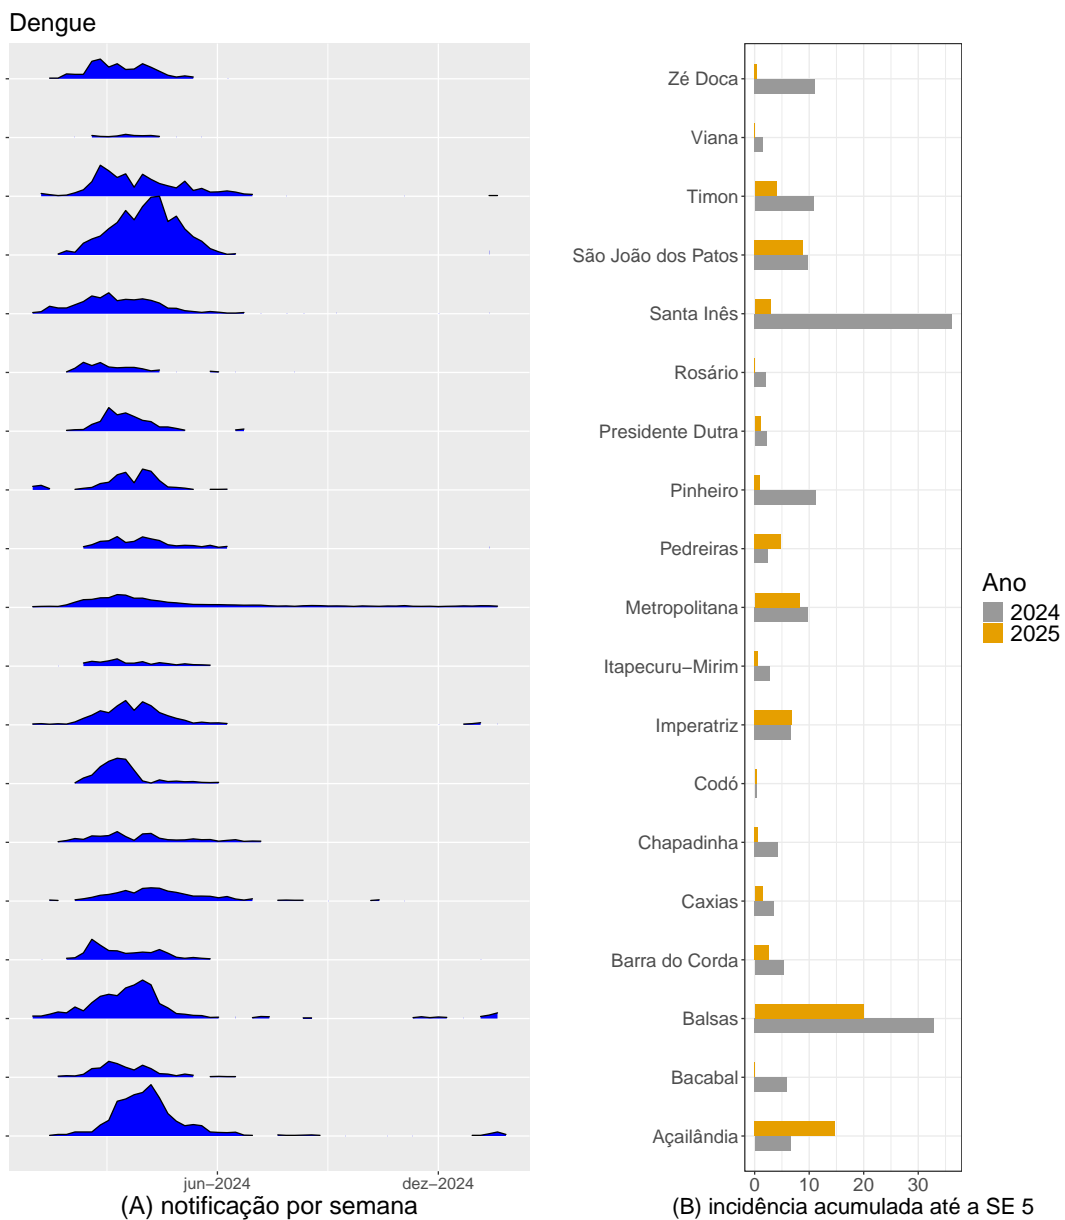 Dengue
Zé Doca
Viana
Timon
São João dos Patos
Santa Inês
Rosário
Presidente Dutra
Pinheiro
Pedreiras
Metropolitana
Itapecuru−Mirim
Imperatriz
Codó
Chapadinha
Caxias
Barra do Corda
Balsas
Bacabal
Açailândia
Ano
2024
2025
jun−2024 dez−2024
0 10 20 30
(A) notificação por semana
(B) incidência acumulada até a SE 5